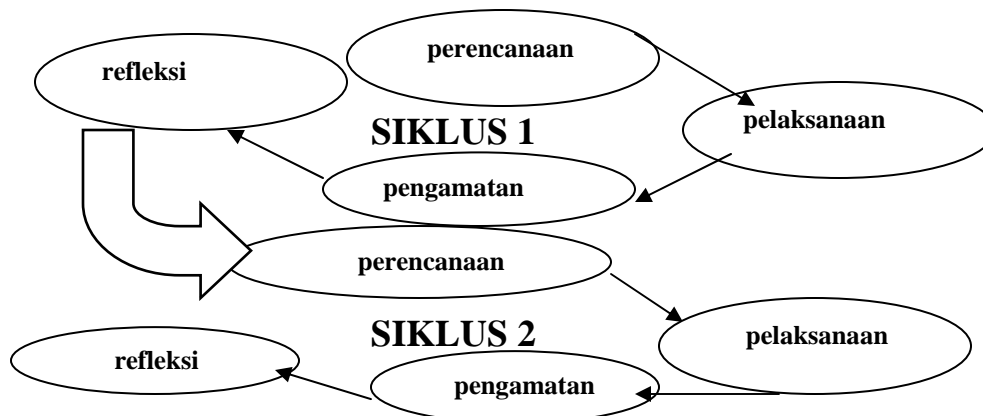 perencanaan
refleksi
pelaksanaan
SIKLUS 1
pengamatan
perencanaan
SIKLUS 2
pelaksanaan
refleksi
pengamatan